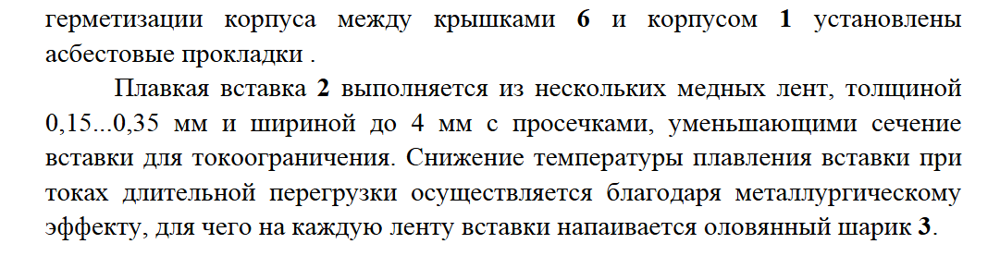 герметизации корпуса между крышками 6 и корпусом 1 установлены
асбестовые прокладки .
Плавкая вставка 2 выполняется из нескольких медных лент, толщиной
0,15...0,35 мм и шириной до 4 мм с просечками, уменьшающими сечение
вставки для токоограничения. Снижение температуры плавления вставки при
токах длительной перегрузки осуществляется благодаря металлургическому
эффекту, для чего на каждую ленту вставки напаивается оловянный шарик 3.